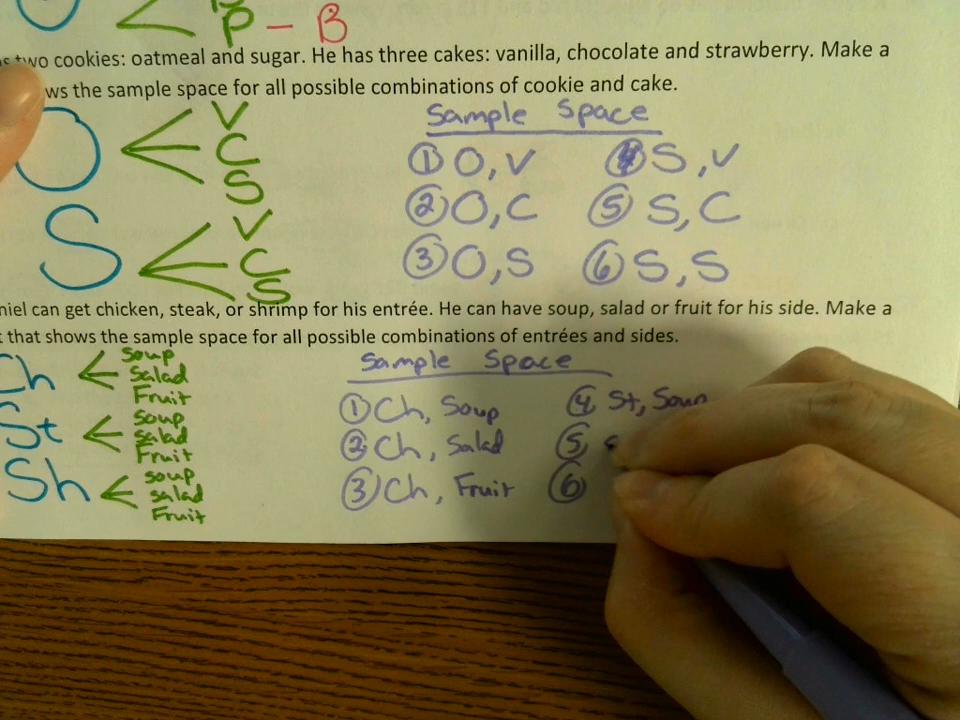 P - B
two cookies: oatmeal and sugar. He has three cakes: vanilla, chocolate and strawberry. Make a
ws the sample space for all possible combinations of cookie and cake.
Sample Space
O V C S
S V C S
① O, V ④ S, V
② O, C ⑤ S, C
③ O, S ⑥ S, S
niel can get chicken, steak, or shrimp for his entrée. He can have soup, salad or fruit for his side. Make a
t that shows the sample space for all possible combinations of entrées and sides.
Sample Space
Ch Soup Salad Fruit
St Soup Salad Fruit
Sh Soup Salad Fruit
① Ch, Soup ④ St, Soup
② Ch, Salad ⑤ S
③ Ch, Fruit ⑥